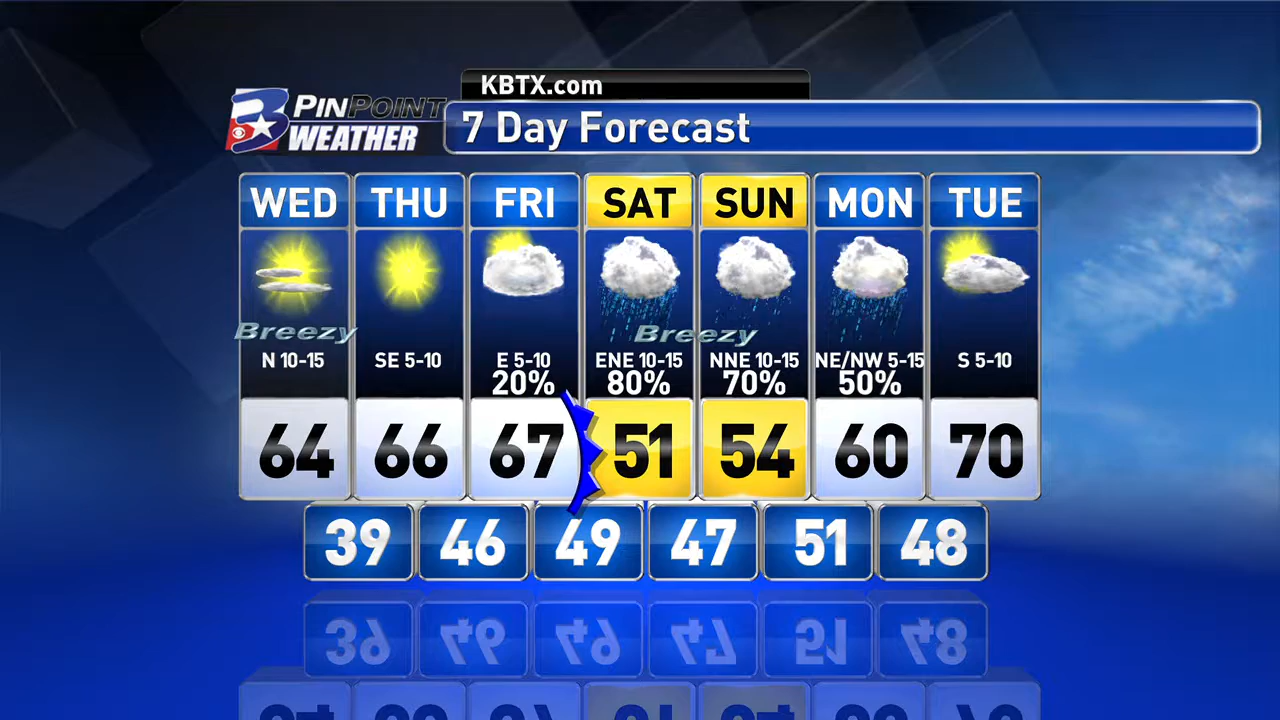 KBTX.com
3 PINPOINT
WEATHER
7 Day Forecast
WED THU FRI SAT SUN MON TUE
Breezy Breezy
N 10-15 SE 5-10 E 5-10 ENE 10-15 NNE 10-15 NE/NW 5-15 S 5-10
20% 80% 70% 50%
64 66 67 51 54 60 70
39 46 49 47 51 48